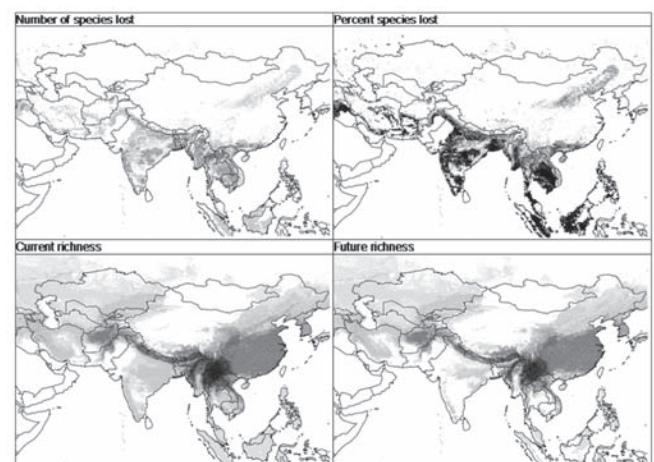 Number of species lost
Percent species lost
Current richness
Future richness